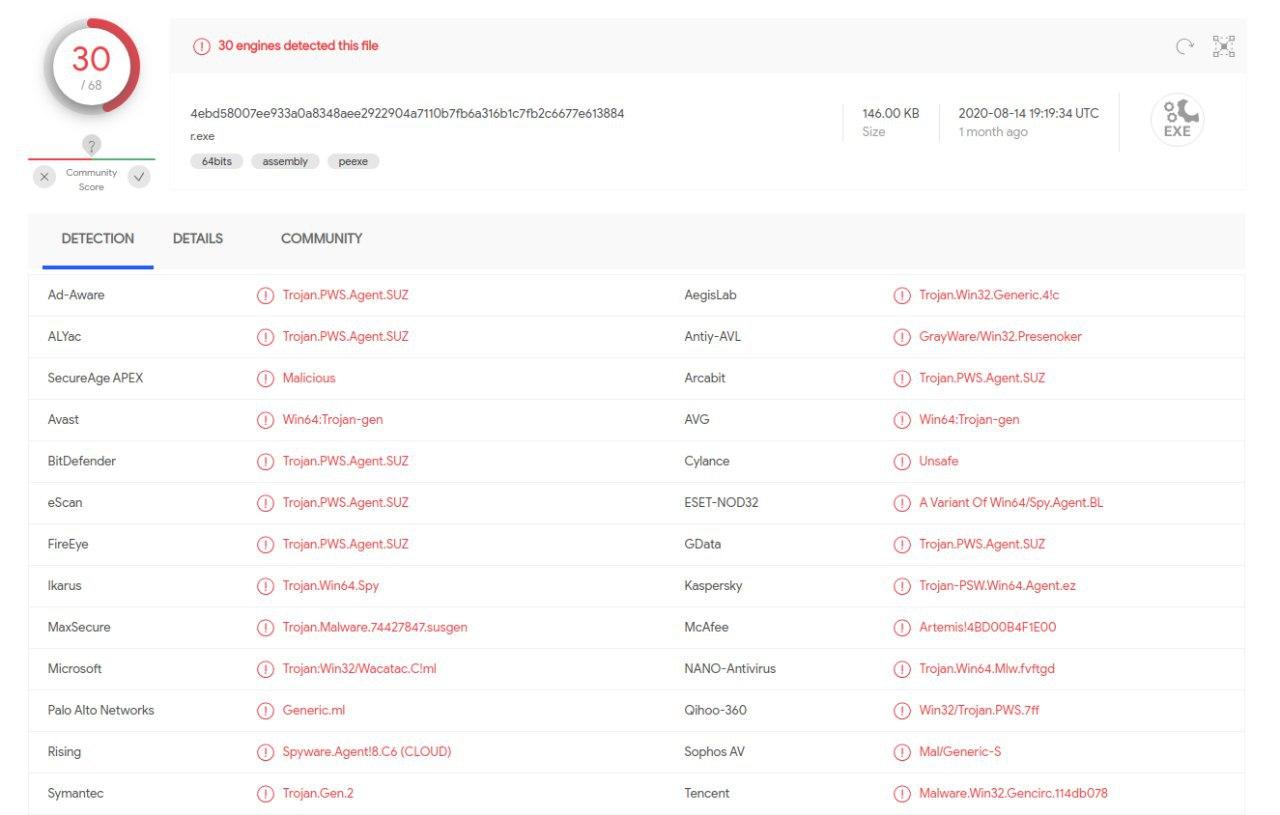 30
/ 68
30 engines detected this file
4ebd58007ee933a0a8348aee2922904a7110b7fb6a316b1c7fb2c6677e613884
r.exe
64bits assembly peexe
146.00 KB
Size
2020-08-14 19:19:34 UTC
1 month ago
EXE
?
Community
Score
DETECTION DETAILS COMMUNITY
Ad-Aware Trojan.PWS.Agent.SUZ AegisLab Trojan.Win32.Generic.4!c
ALYac Trojan.PWS.Agent.SUZ Antiy-AVL GrayWare/Win32.Presenoker
SecureAge APEX Malicious Arcabit Trojan.PWS.Agent.SUZ
Avast Win64:Trojan-gen AVG Win64:Trojan-gen
BitDefender Trojan.PWS.Agent.SUZ Cylance Unsafe
eScan Trojan.PWS.Agent.SUZ ESET-NOD32 A Variant Of Win64/Spy.Agent.BL
FireEye Trojan.PWS.Agent.SUZ GData Trojan.PWS.Agent.SUZ
Ikarus Trojan.Win64.Spy Kaspersky Trojan-PSW.Win64.Agent.ez
MaxSecure Trojan.Malware.74427847.susgen McAfee Artemis!4BD00B4F1E00
Microsoft Trojan:Win32/Wacatac.C!ml NANO-Antivirus Trojan.Win64.Mlw.fvftgd
Palo Alto Networks Generic.ml Qihoo-360 Win32/Trojan.PWS.7ff
Rising Spyware.Agent!8.C6 (CLOUD) Sophos AV Mal/Generic-S
Symantec Trojan.Gen.2 Tencent Malware.Win32.Gencirc.114db078